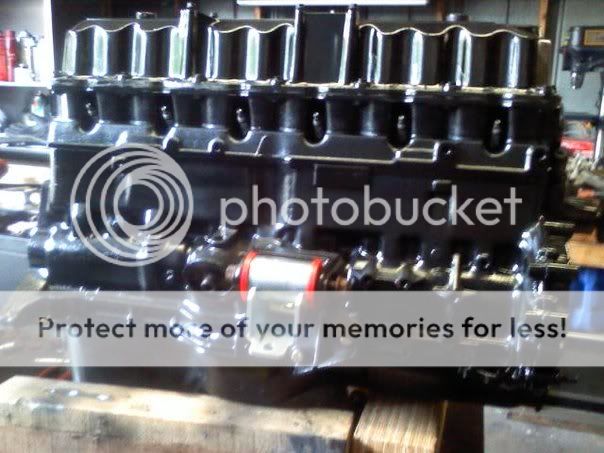 photobucket
Protect more of your memories for less!